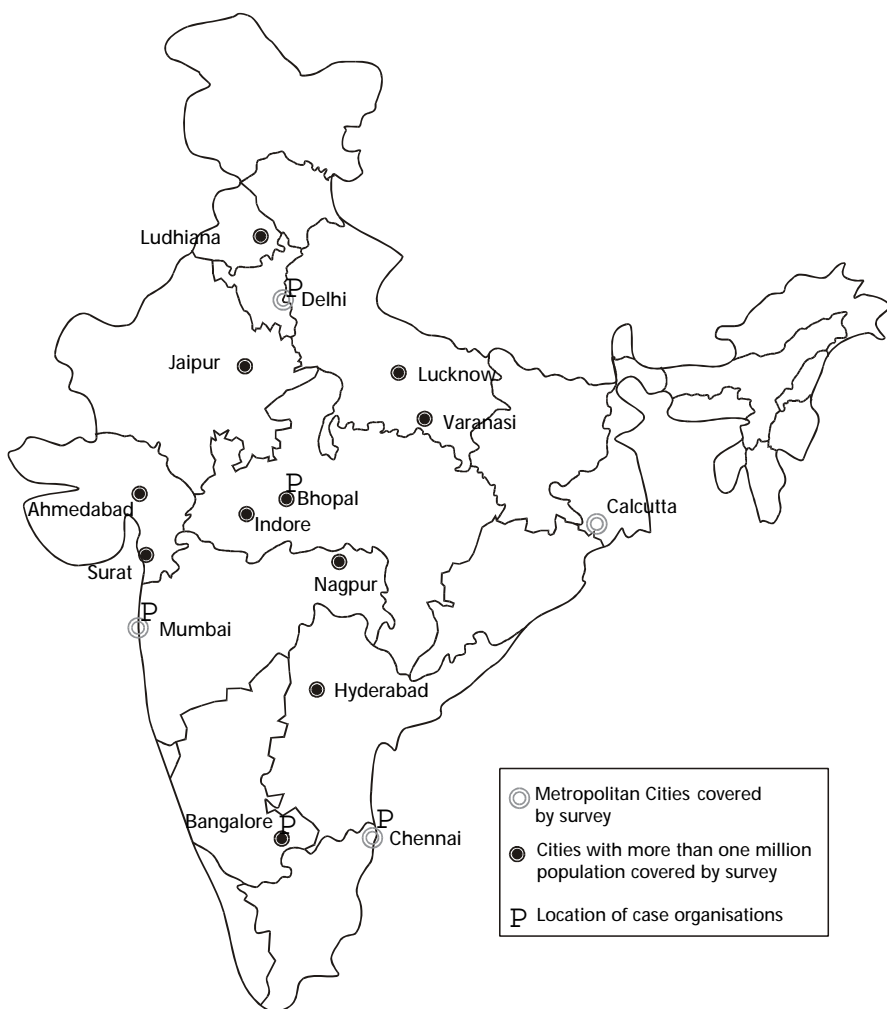 Ludhiana
P
Delhi
Jaipur
Lucknow
Varanasi
P
Bhopal
Ahmedabad
Indore
Calcutta
Surat
Nagpur
P
Mumbai
Hyderabad
Bangalore
P
P
Chennai
Metropolitan Cities covered
by survey
Cities with more than one million
population covered by survey
P Location of case organisations